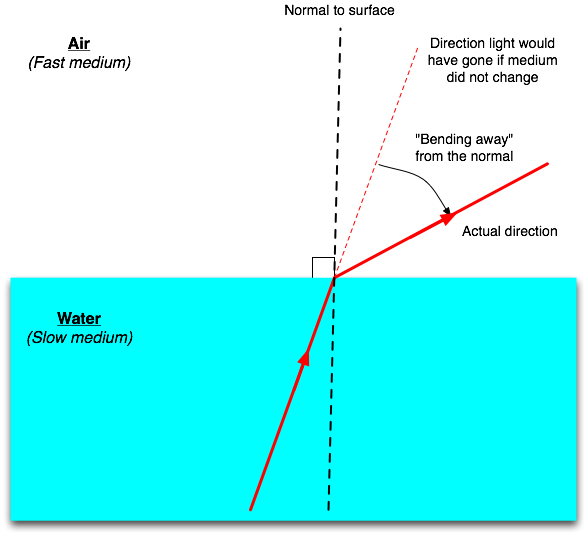 Normal to surface
Air
(Fast medium)
Direction light would
have gone if medium
did not change
"Bending away"
from the normal
Actual direction
Water
(Slow medium)